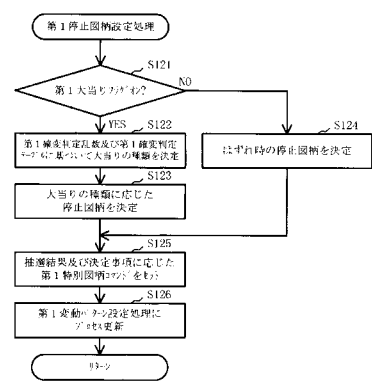 第1停止図柄設定処理
S121
第1大当りﾌﾗｸﾞｵﾝ?
NO
YES
S122
第1確変判定乱数及び第1確変判定
ﾃｰﾌﾞﾙに基づいて大当りの種類を決定
S124
はずれ時の停止図柄を決定
S123
大当りの種類に応じた
停止図柄を決定
S125
抽選結果及び決定事項に応じた
第1特別図柄ｺﾏﾝﾄﾞをｾｯﾄ
S126
第1変動ﾊﾟﾀｰﾝ設定処理に
ﾌﾟﾛｾｽ更新
ﾘﾀｰﾝ